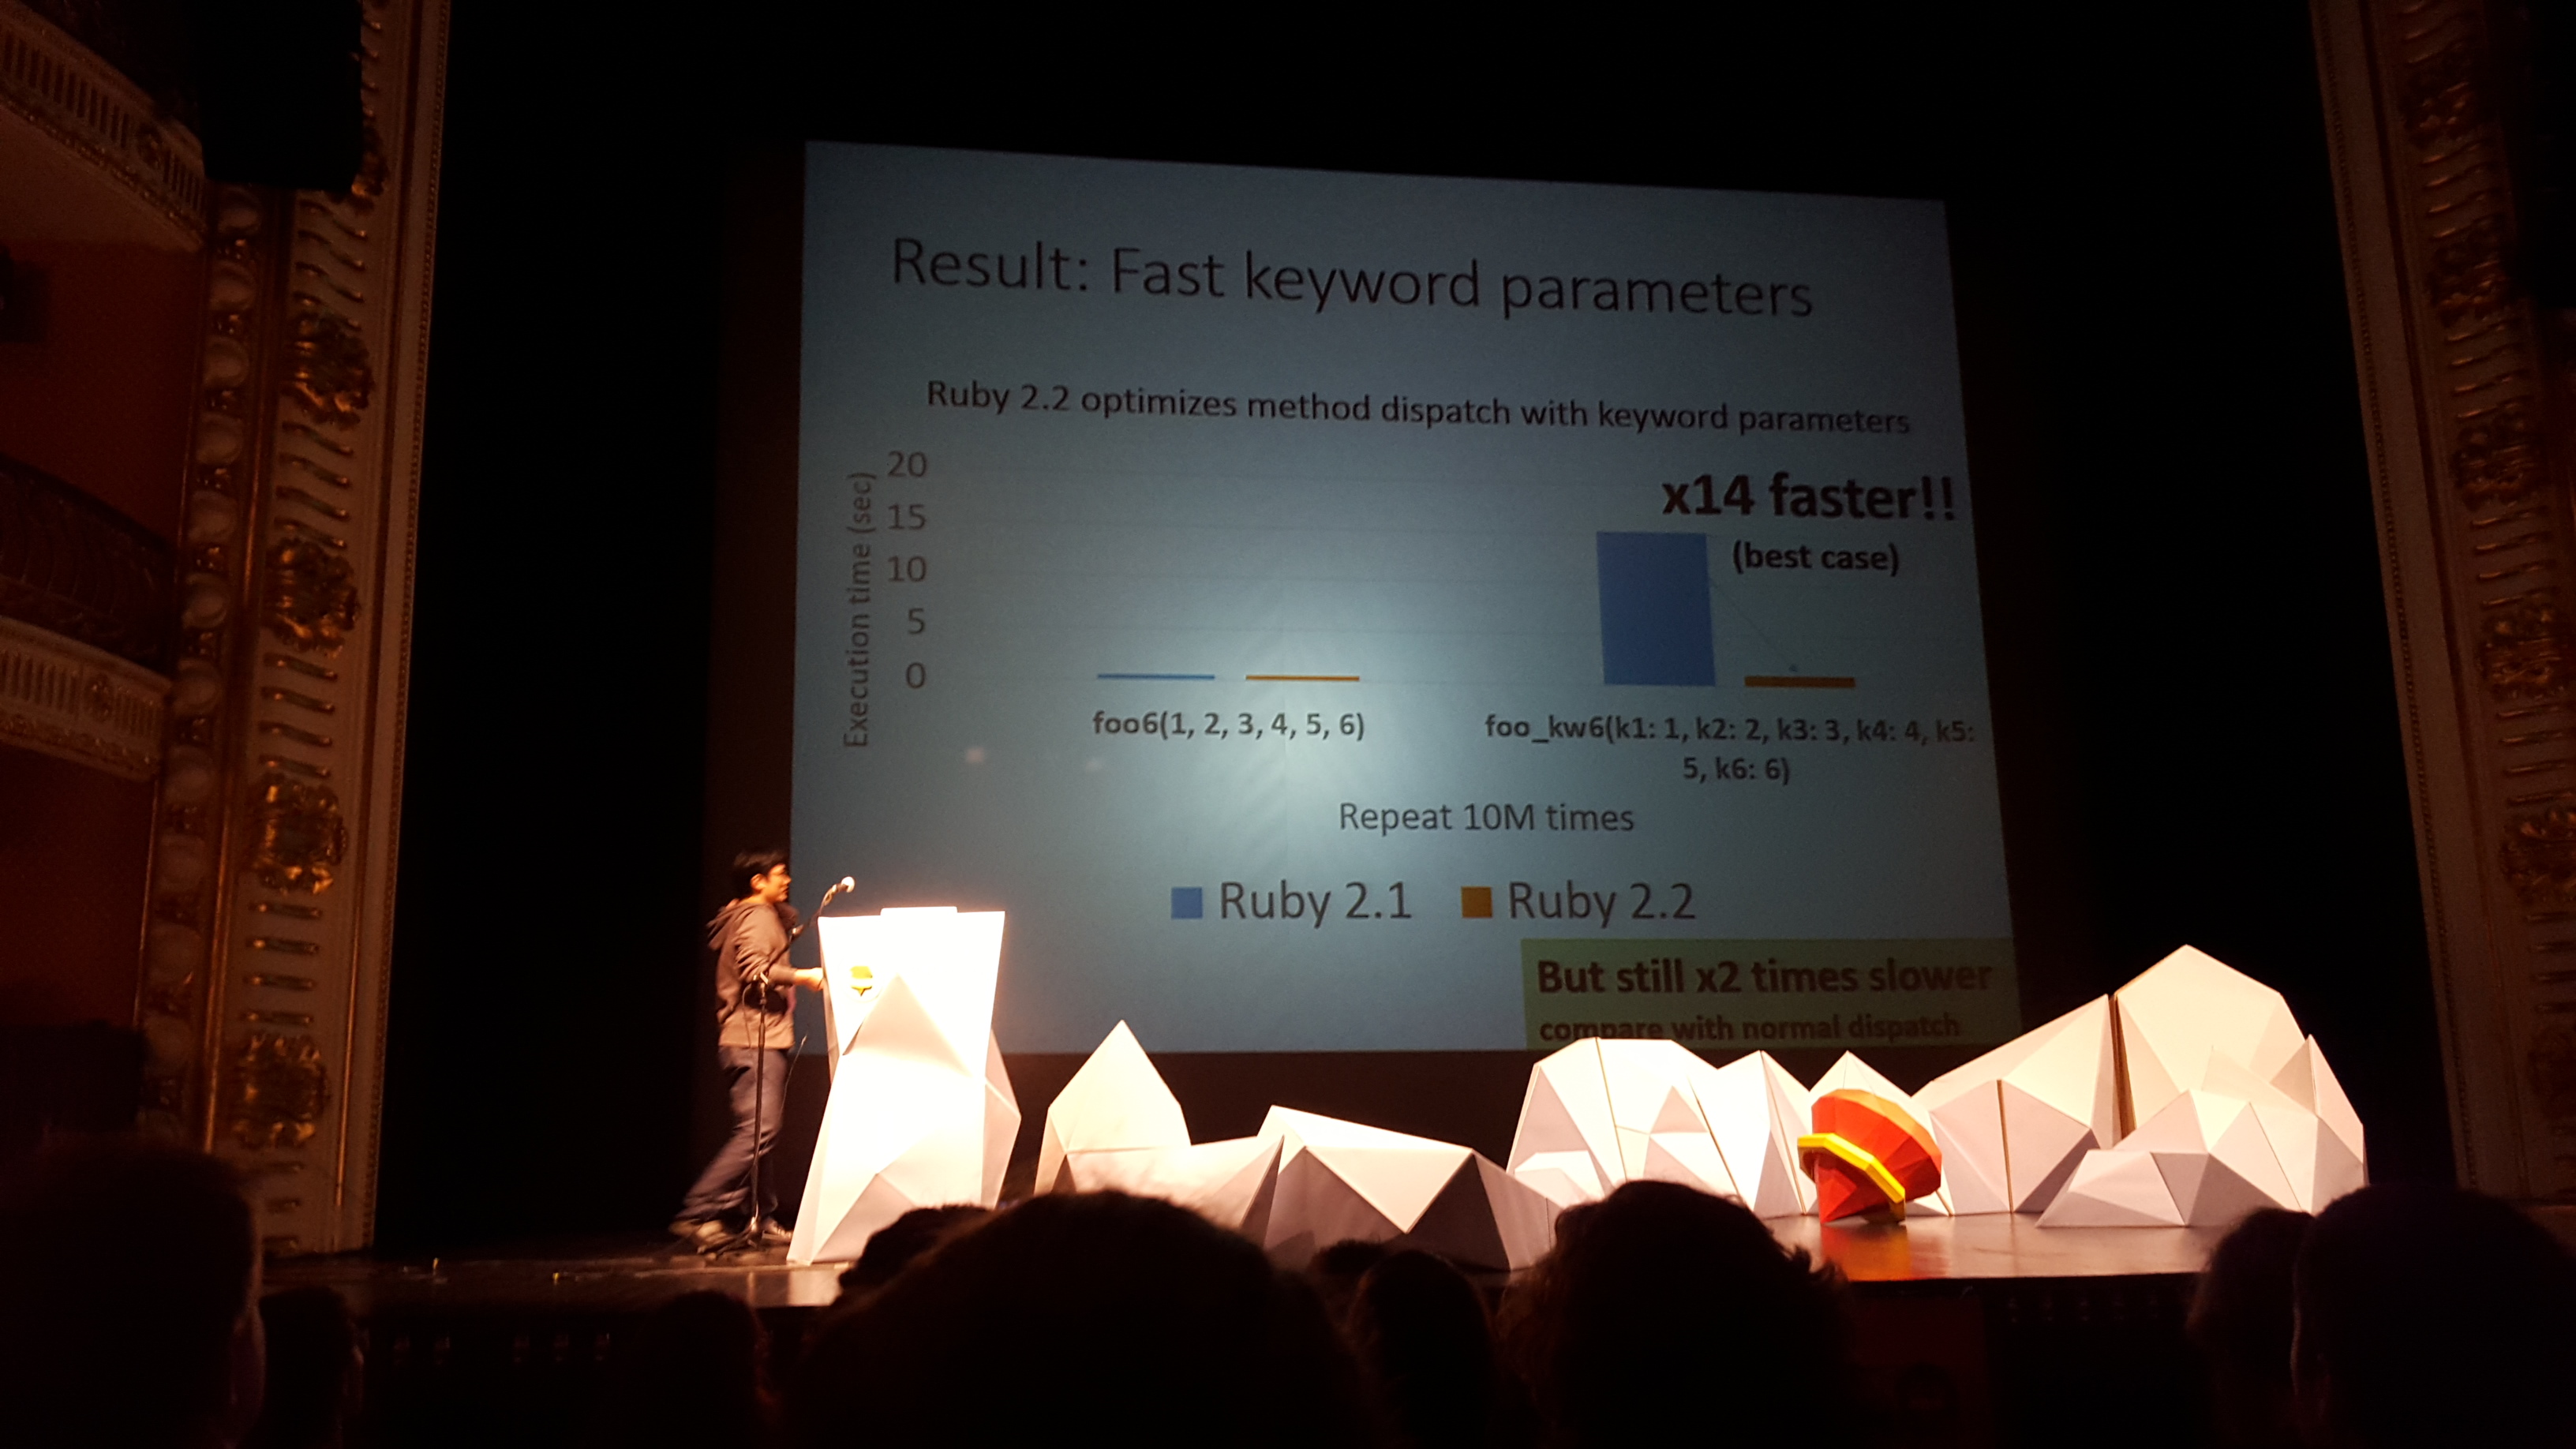 Result: Fast keyword parameters
Ruby 2.2 optimizes method dispatch with keyword parameters
Execution time (sec)
20
15
10
5
0
x14 faster!!
(best case)
foo6(1, 2, 3, 4, 5, 6)
foo_kw6(k1: 1, k2: 2, k3: 3, k4: 4, k5:
5, k6: 6)
Repeat 10M times
Ruby 2.1
Ruby 2.2
But still x2 times slower
compare with normal dispatch